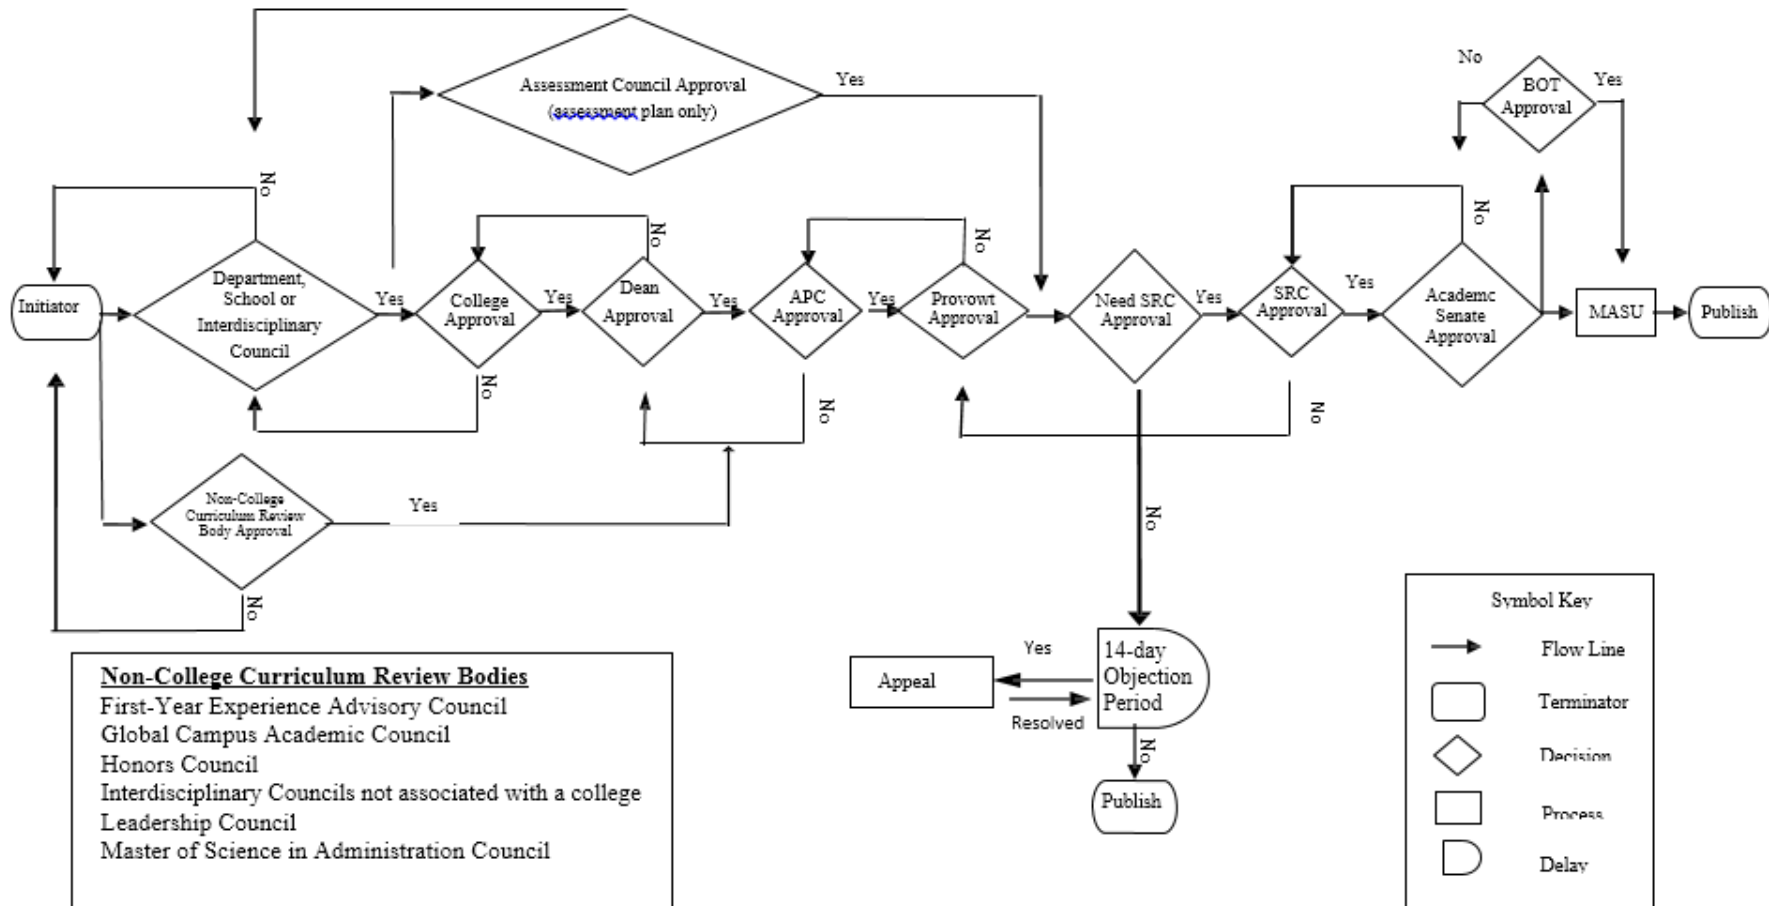 Assessment Council Approval
(assessment plan only)
Yes
No
BOT
Approval
Yes
No
No
No
No
No
Initiator
Department,
School or
Interdisciplinary
Council
Yes
College
Approval
Yes
Dean
Approval
Yes
APC
Approval
Yes
Provowt
Approval
Need SRC
Approval
Yes
SRC
Approval
Yes
Academc
Senate
Approval
MASU
Publish
No
No
No
Non-College
Curriculum Review
Body Approval
Yes
No
No
14-day
Objection
Period
Yes
Appeal
Resolved
No
Publish
Non-College Curriculum Review Bodies
First-Year Experience Advisory Council
Global Campus Academic Council
Honors Council
Interdisciplinary Councils not associated with a college
Leadership Council
Master of Science in Administration Council
Symbol Key
Flow Line
Terminator
Decision
Process
Delay